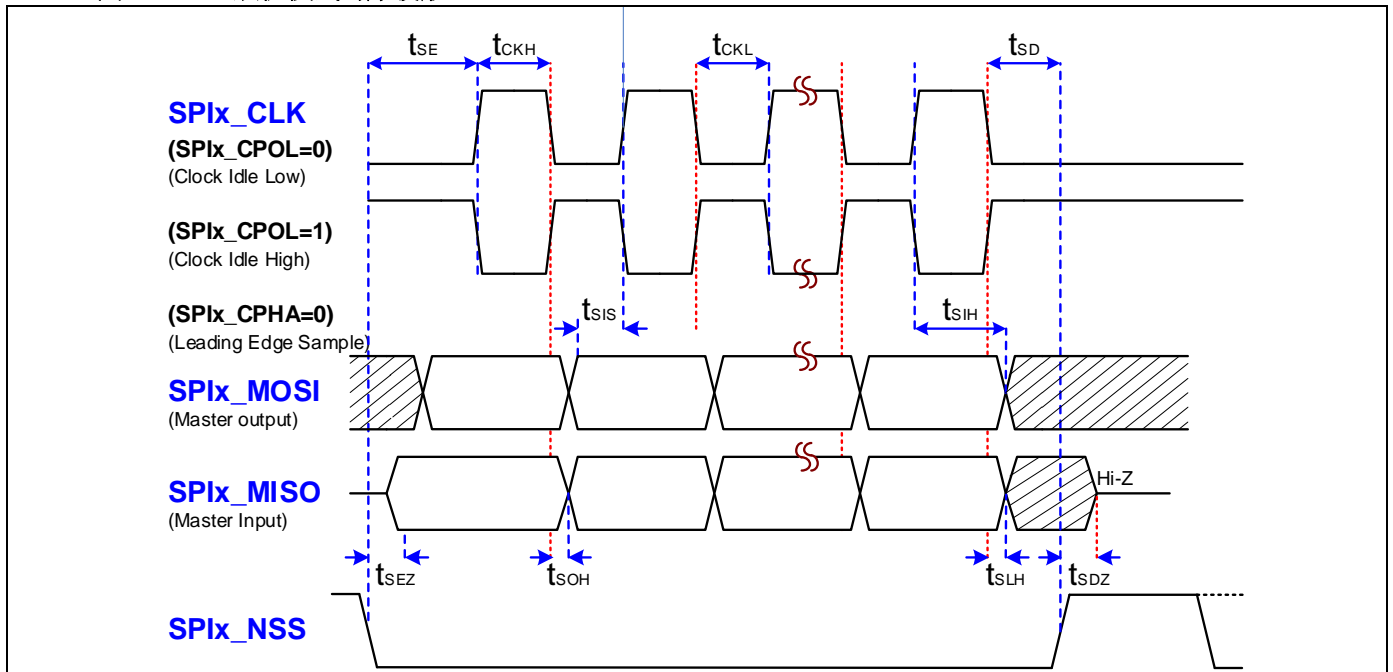 tSE tCKH tCKL tSD
SPIx_CLK
(SPIx_CPOL=0)
(Clock Idle Low)
(SPIx_CPOL=1)
(Clock Idle High)
(SPIx_CPHA=0)
(Leading Edge Sample)
tSIS tSIH
SPIx_MOSI
(Master output)
SPIx_MISO
(Master Input)
Hi-Z
tSEZ tSOH tSLH tSDZ
SPIx_NSS